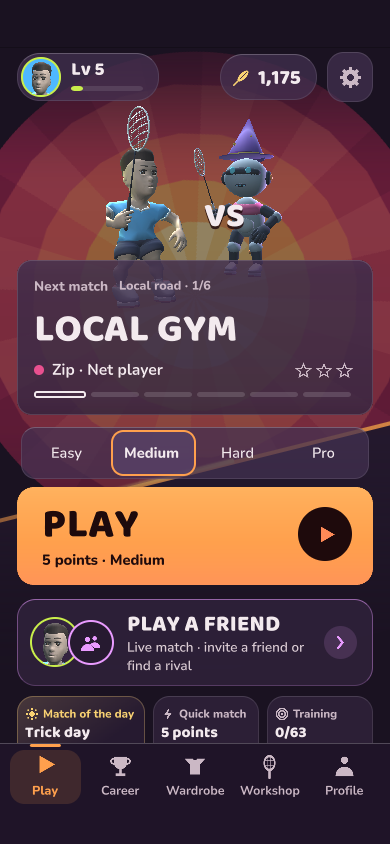 Lv 5
1,175
VS
Next match Local road · 1/6
LOCAL GYM
Zip · Net player
Easy Medium Hard Pro
PLAY
5 points · Medium
PLAY A FRIEND
Live match · invite a friend or
find a rival
Match of the day
Trick day
Quick match
5 points
Training
0/63
Play Career Wardrobe Workshop Profile